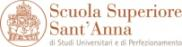 Scuola Superiore
Sant'Anna
di Studi Universitari e di Perfezionamento